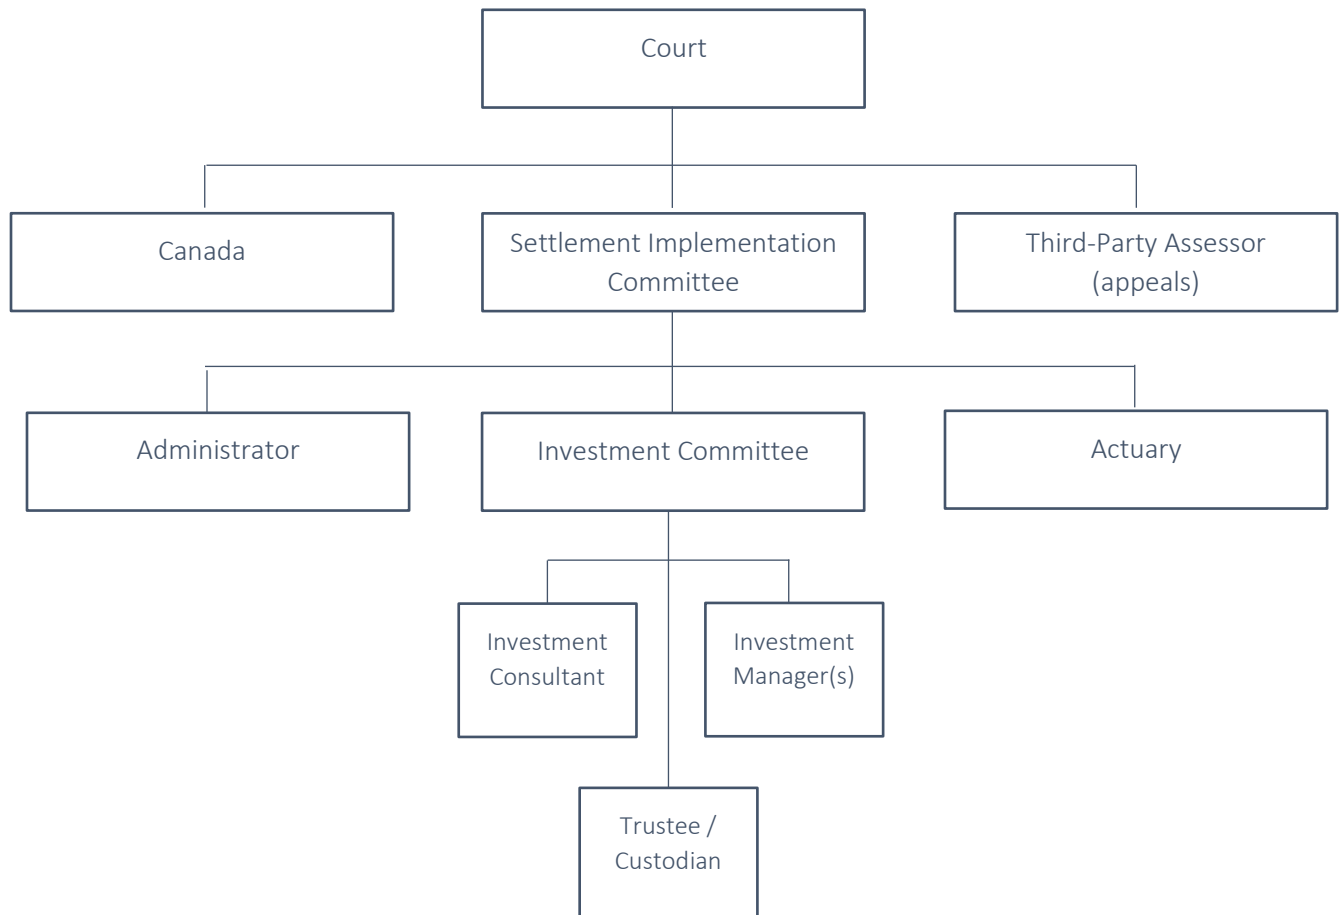 Court
Canada
Settlement Implementation
Committee
Third-Party Assessor
(appeals)
Administrator
Investment Committee
Actuary
Investment
Consultant
Investment
Manager(s)
Trustee /
Custodian